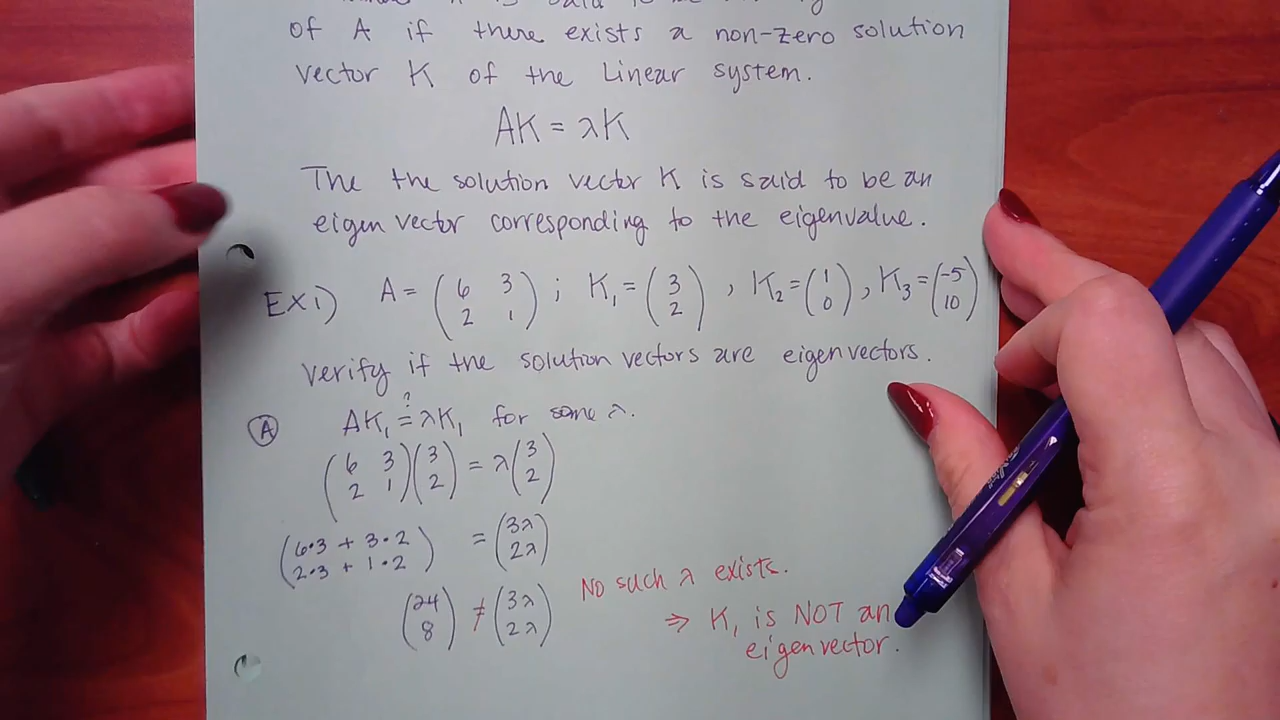 of A if there exists a non-zero solution
vector K of the Linear system.
AK = λK
The the solution vector K is said to be an
eigen vector corresponding to the eigenvalue.
EX1) A = (6 3 / 2 1) ; K₁ = (3 / 2) , K₂ = (1 / 0) , K₃ = (-5 / 10)
Verify if the solution vectors are eigenvectors.
Ⓐ AK₁ ≟ λK₁ for some λ.
(6 3 / 2 1)(3 / 2) = λ(3 / 2)
(6•3 + 3•2 / 2•3 + 1•2) = (3λ / 2λ)
(24 / 8) ≠ (3λ / 2λ) No such λ exists.
⇒ K₁ is NOT an
eigenvector.